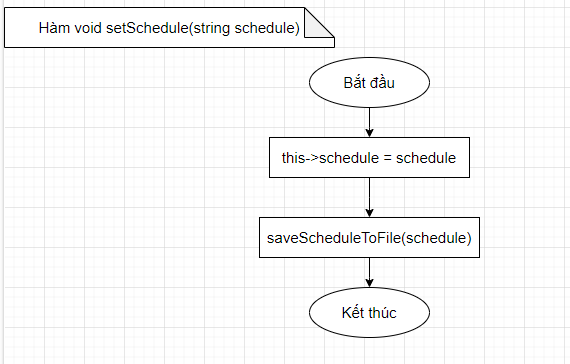 Hàm void setSchedule(string schedule)
Bắt đầu
this->schedule = schedule
saveScheduleToFile(schedule)
Kết thúc